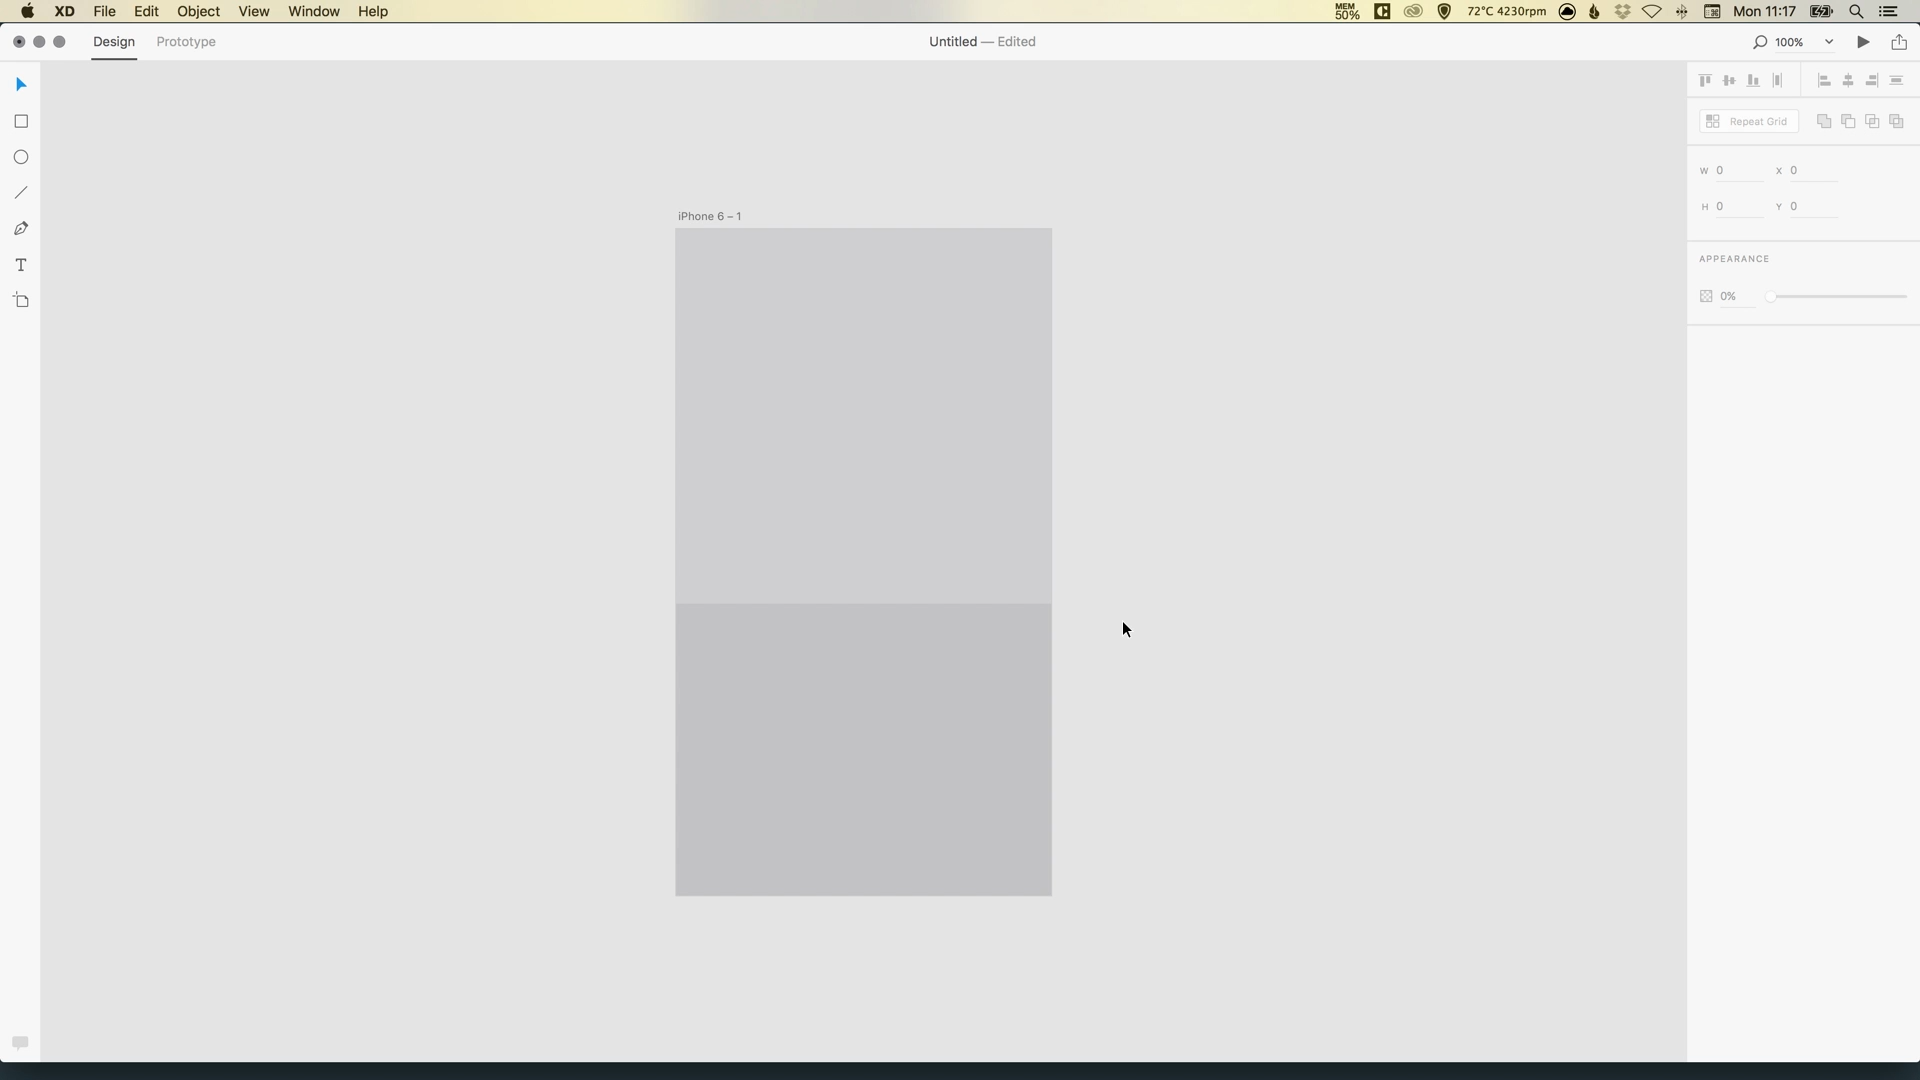 XD File Edit Object View Window Help
MEM 50% 72°C 4230rpm Mon 11:17
Design Prototype
Untitled — Edited
100%
Repeat Grid
W 0 X 0
H 0 Y 0
APPEARANCE
0%
iPhone 6 – 1
T